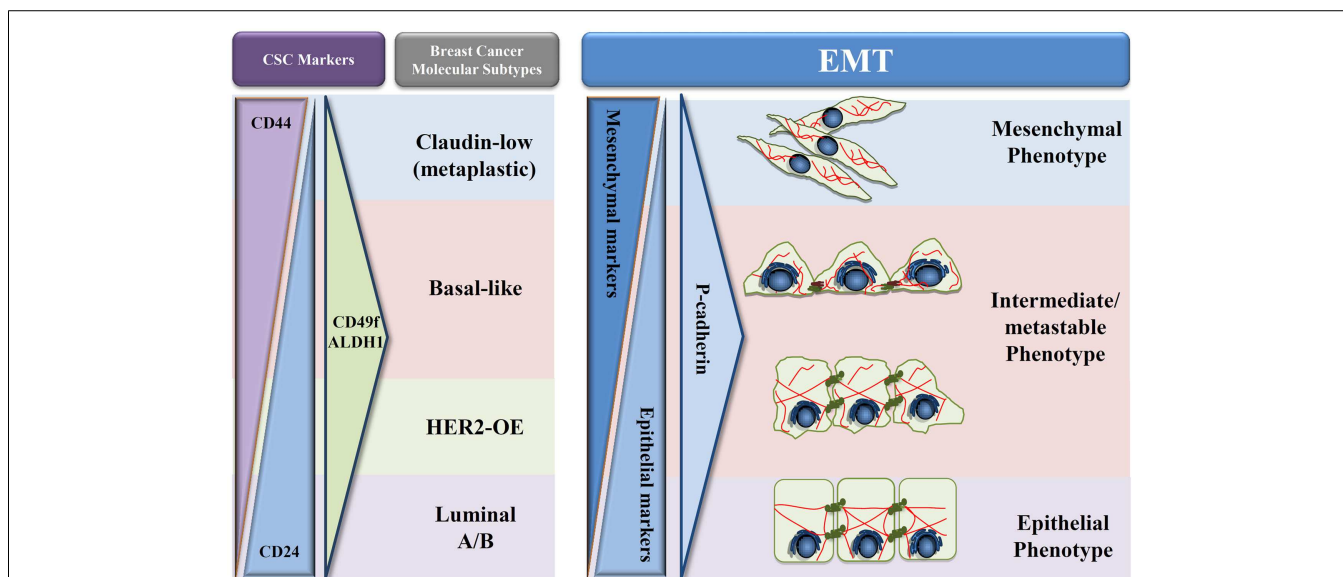 CSC Markers
Breast Cancer
Molecular Subtypes
EMT
CD44
CD24
CD49f
ALDH1
Claudin-low
(metaplastic)
Basal-like
HER2-OE
Luminal
A/B
Mesenchymal markers
Epithelial markers
P-cadherin
Mesenchymal
Phenotype
Intermediate/
metastable
Phenotype
Epithelial
Phenotype